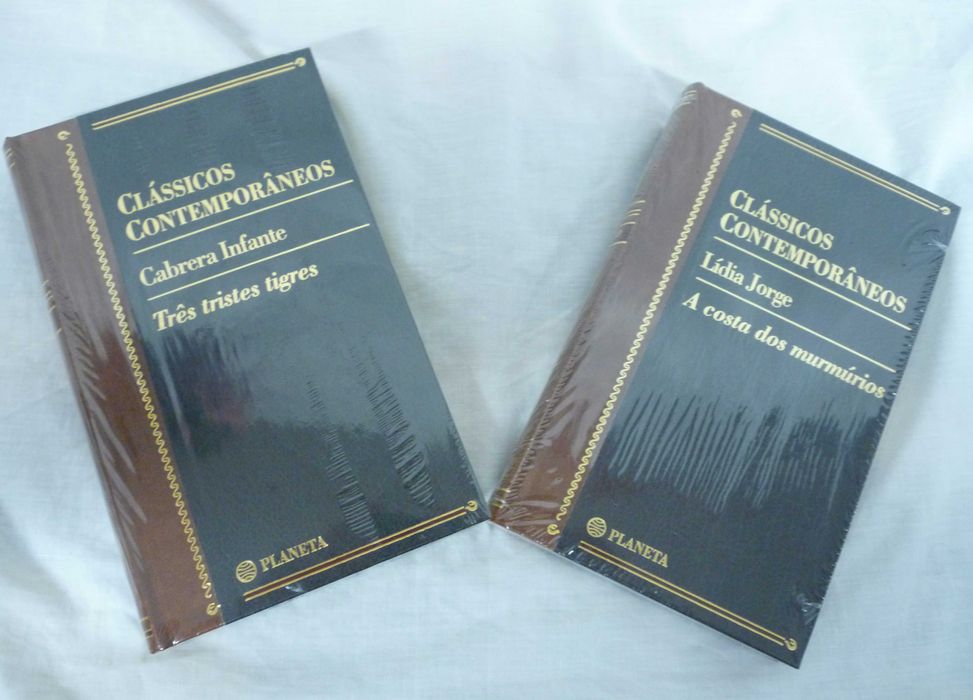 CLÁSSICOS
CONTEMPORÂNEOS
Cabrera Infante
Três tristes tigres
PLANETA
CLÁSSICOS
CONTEMPORÂNEOS
Lídia Jorge
A costa dos murmúrios
PLANETA